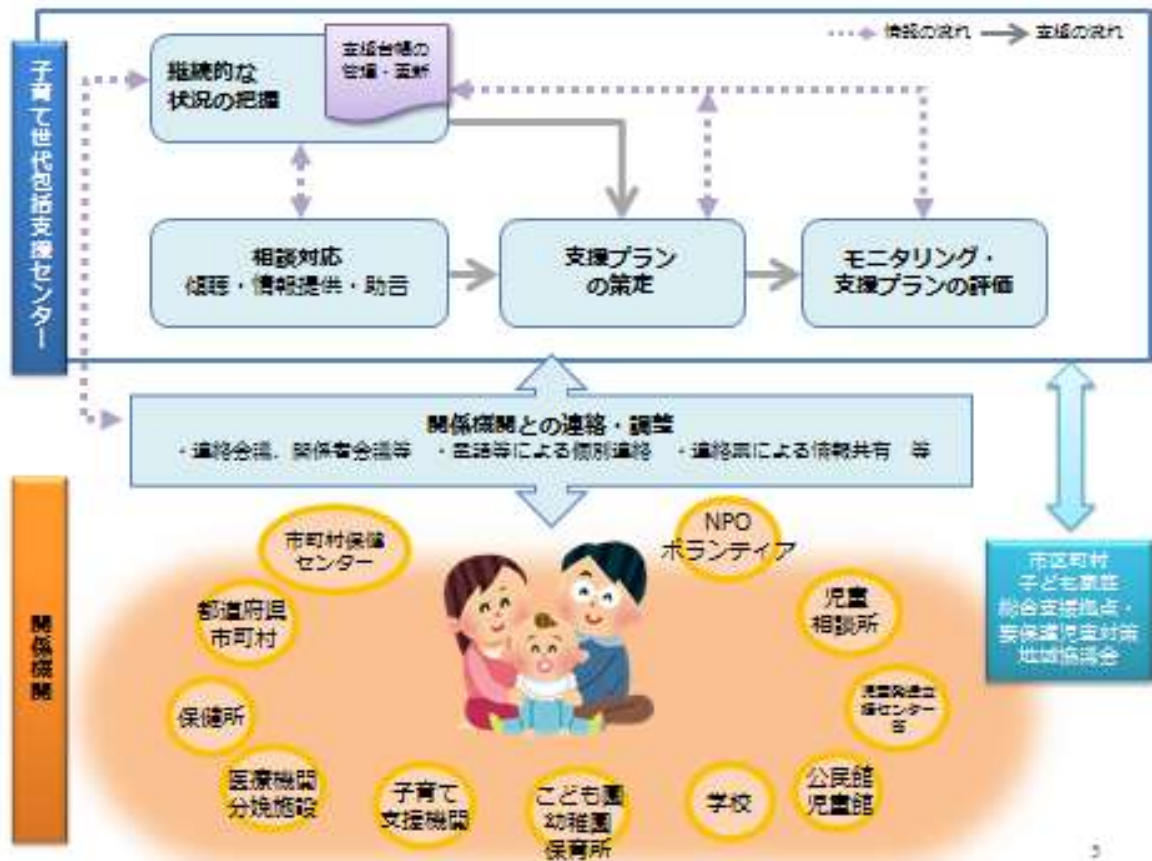 情報の流れ
支援の流れ
子育て世代包括支援センター
継続的な
状況の把握
支援台帳の
管理・更新
相談対応
傾聴・情報提供・助言
支援プラン
の策定
モニタリング・
支援プランの評価
関係機関との連絡・調整
・連絡会議、関係者会議等 ・電話等による個別連絡 ・連絡票による情報共有 等
関係機関
市町村保健
センター
NPO
ボランティア
都道府県
市町村
児童
相談所
市区町村
子ども家庭
総合支援拠点・
要保護児童対策
地域協議会
保健所
児童発達支
援センター
等
医療機関
分娩施設
子育て
支援機関
こども園
幼稚園
保育所
学校
公民館
児童館